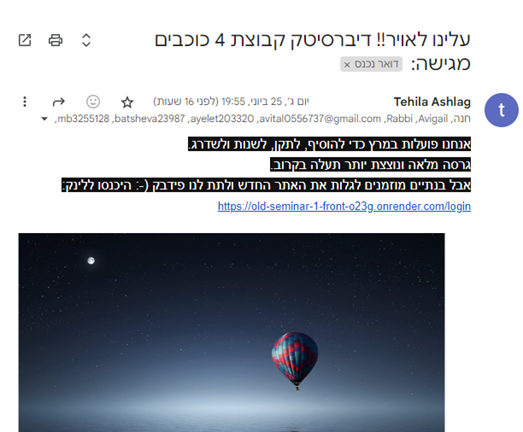 עלינו לאויר!! דיברסיטק קבוצת 4 כוכבים
מגישה:
דואר נכנס ×
Tehila Ashlag
יום ג׳, 25 ביוני, 19:55 (לפני 16 שעות)
חנה, Rabbi, Avigail, avital0556737@gmail.com, ayelet203320, batsheva23987, mb3255128,
אנחנו פועלות במרץ כדי להוסיף, לתקן, לשנות ולשדרג.
גרסה מלאה ונוצצת יותר תעלה בקרוב.
אבל בנתיים מוזמנים לגלות את האתר החדש ולתת לנו פידבק (-: היכנסו ללינק:
https://old-seminar-1-front-o23g.onrender.com/login
t